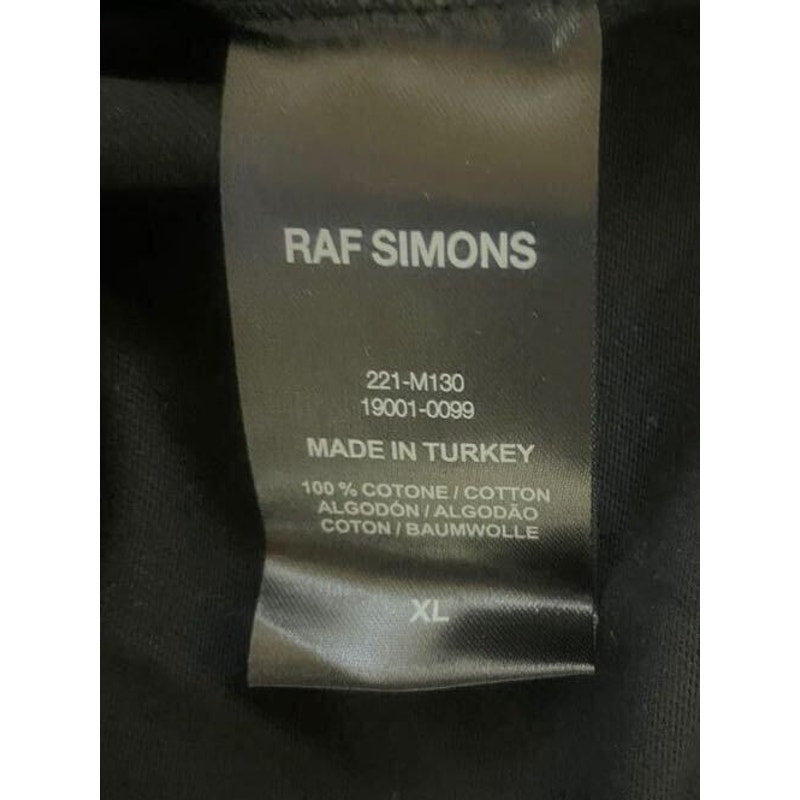 RAF SIMONS
221-M130
19001-0099
MADE IN TURKEY
100 % COTONE / COTTON
ALGODÓN / ALGODÃO
COTON / BAUMWOLLE
XL